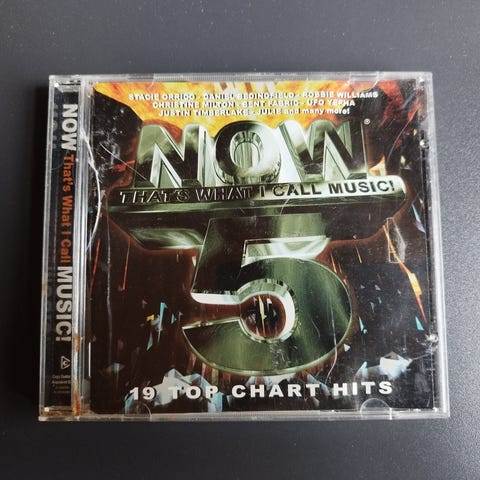 STACIE ORRICO · DANIEL BEDINGFIELD · ROBBIE WILLIAMS
CHRISTINE MILTON · BENT FABRIC · UFO YEPHA
JUSTIN TIMBERLAKE · JULIE and many more!
NOW
THAT'S WHAT I CALL MUSIC!
5
19 TOP CHART HITS
NOW That's What I Call MUSIC!